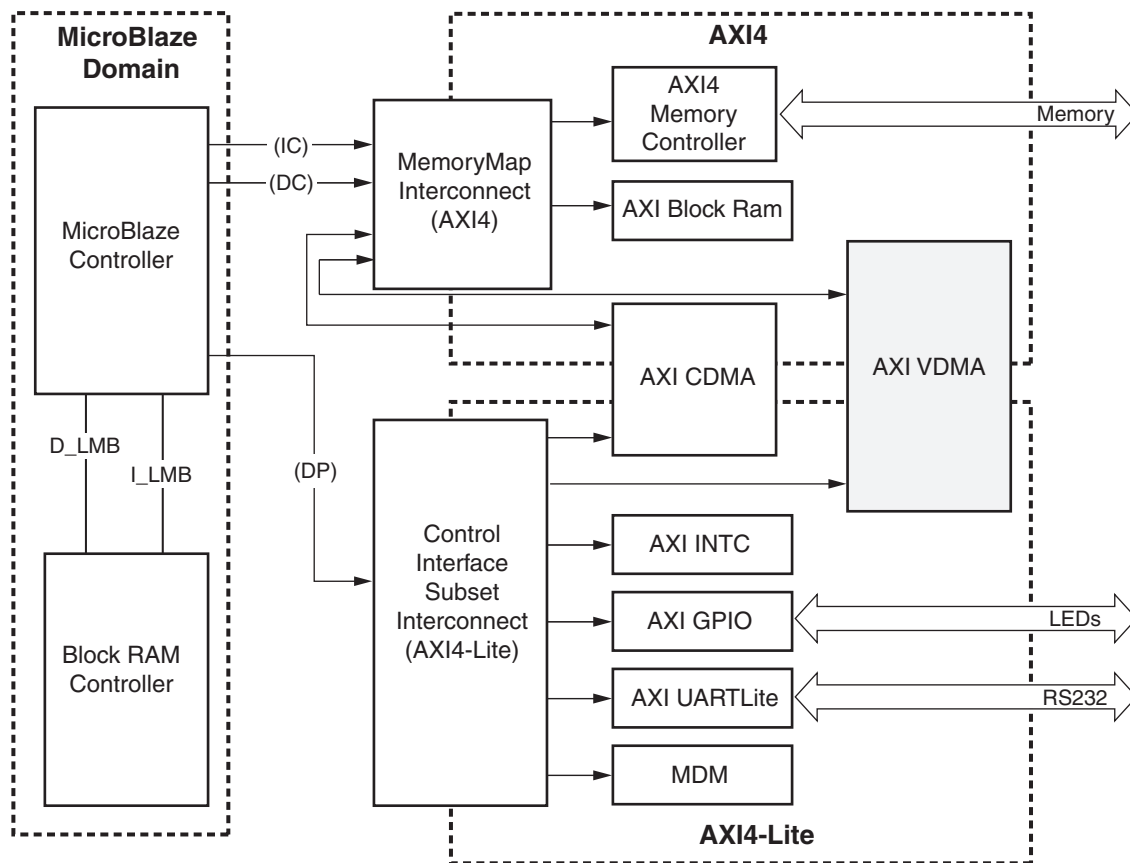 MicroBlaze
Domain
AXI4
AXI4
Memory
Controller
Memory
(IC)
(DC)
MemoryMap
Interconnect
(AXI4)
AXI Block Ram
MicroBlaze
Controller
AXI CDMA
AXI VDMA
D_LMB
I_LMB
(DP)
Control
Interface
Subset
Interconnect
(AXI4-Lite)
AXI INTC
AXI GPIO
LEDs
Block RAM
Controller
AXI UARTLite
RS232
MDM
AXI4-Lite